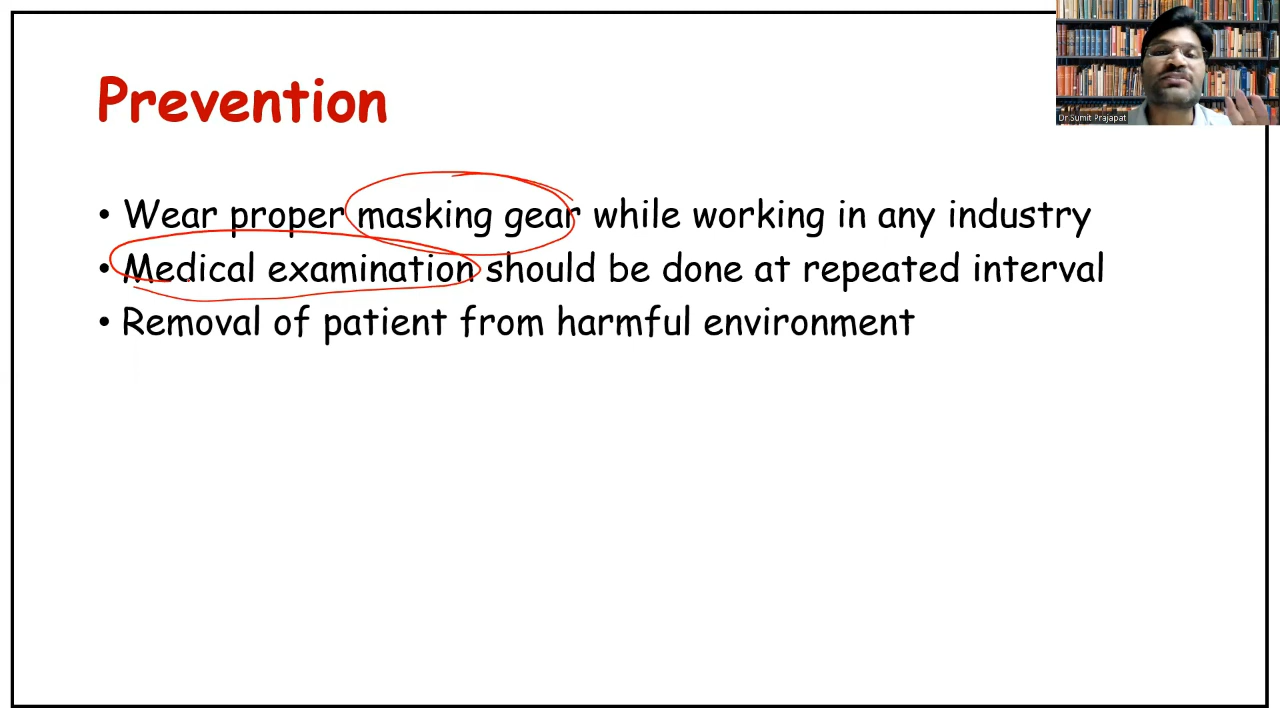 Prevention
Dr.Sumit Prajapat
• Wear proper masking gear while working in any industry
• Medical examination should be done at repeated interval
• Removal of patient from harmful environment